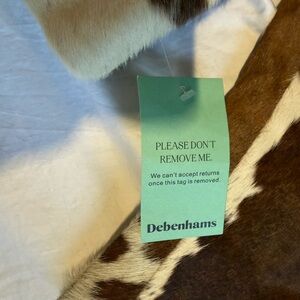 PLEASE DON'T
REMOVE ME.
We can't accept returns
once this tag is removed.
Debenhams